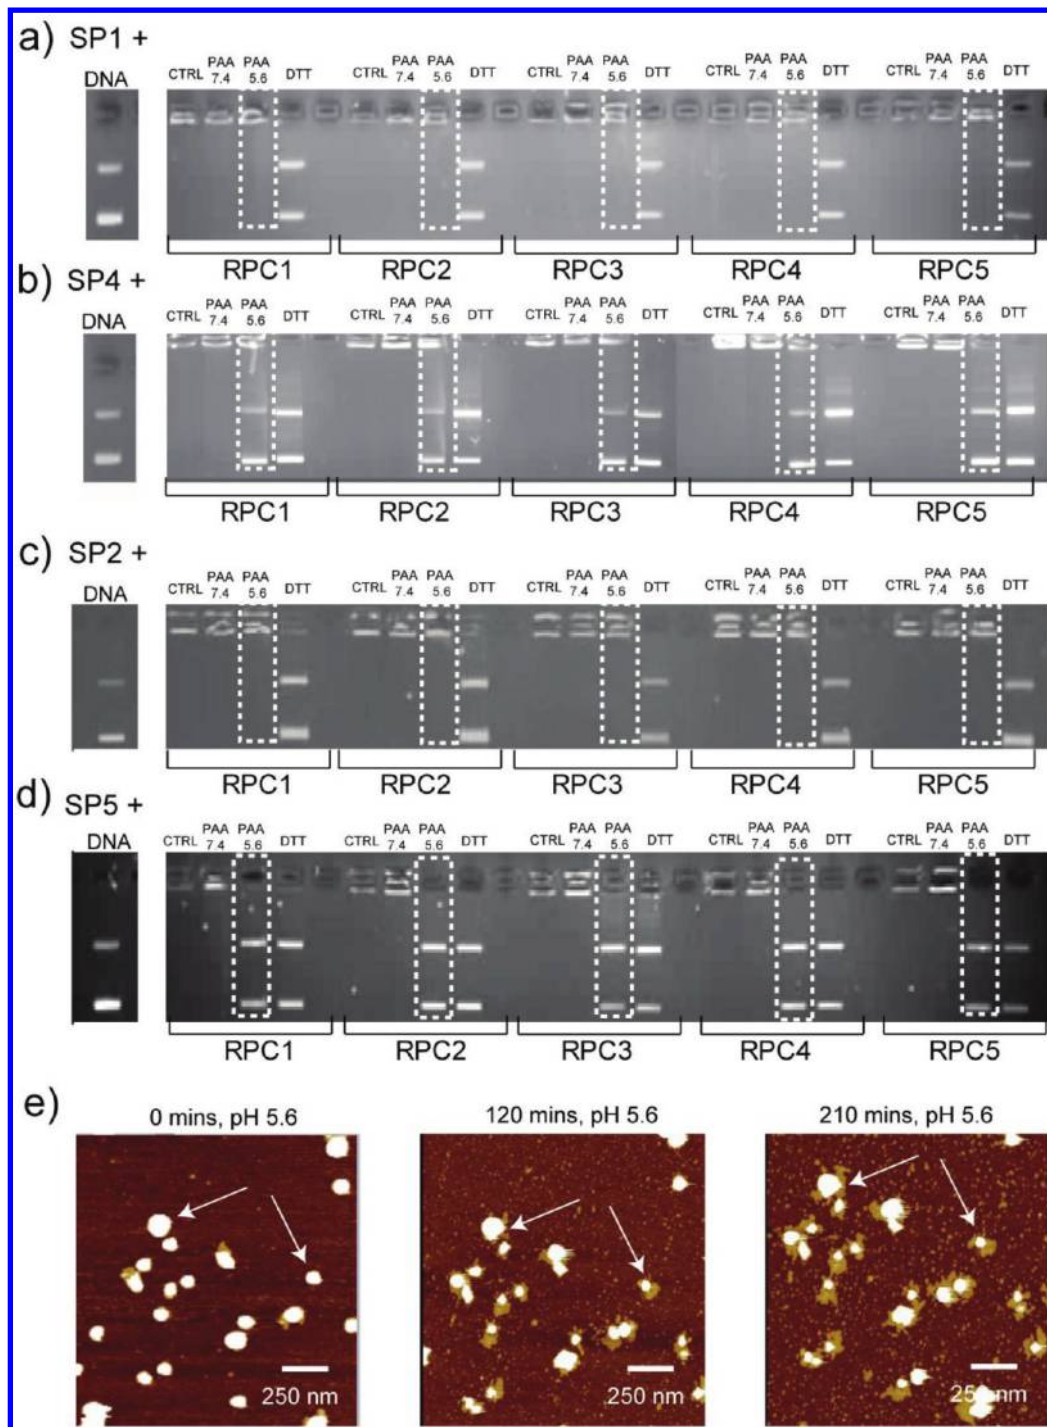 a) SP1 +
DNA
CTRL PAA 7.4 PAA 5.6 DTT CTRL PAA 7.4 PAA 5.6 DTT CTRL PAA 7.4 PAA 5.6 DTT CTRL PAA 7.4 PAA 5.6 DTT CTRL PAA 7.4 PAA 5.6 DTT
RPC1 RPC2 RPC3 RPC4 RPC5
b) SP4 +
DNA
CTRL PAA 7.4 PAA 5.6 DTT CTRL PAA 7.4 PAA 5.6 DTT CTRL PAA 7.4 PAA 5.6 DTT CTRL PAA 7.4 PAA 5.6 DTT CTRL PAA 7.4 PAA 5.6 DTT
RPC1 RPC2 RPC3 RPC4 RPC5
c) SP2 +
DNA
CTRL PAA 7.4 PAA 5.6 DTT CTRL PAA 7.4 PAA 5.6 DTT CTRL PAA 7.4 PAA 5.6 DTT CTRL PAA 7.4 PAA 5.6 DTT CTRL PAA 7.4 PAA 5.6 DTT
RPC1 RPC2 RPC3 RPC4 RPC5
d) SP5 +
DNA
CTRL PAA 7.4 PAA 5.6 DTT CTRL PAA 7.4 PAA 5.6 DTT CTRL PAA 7.4 PAA 5.6 DTT CTRL PAA 7.4 PAA 5.6 DTT CTRL PAA 7.4 PAA 5.6 DTT
RPC1 RPC2 RPC3 RPC4 RPC5
e)
0 mins, pH 5.6 120 mins, pH 5.6 210 mins, pH 5.6
250 nm 250 nm 250 nm